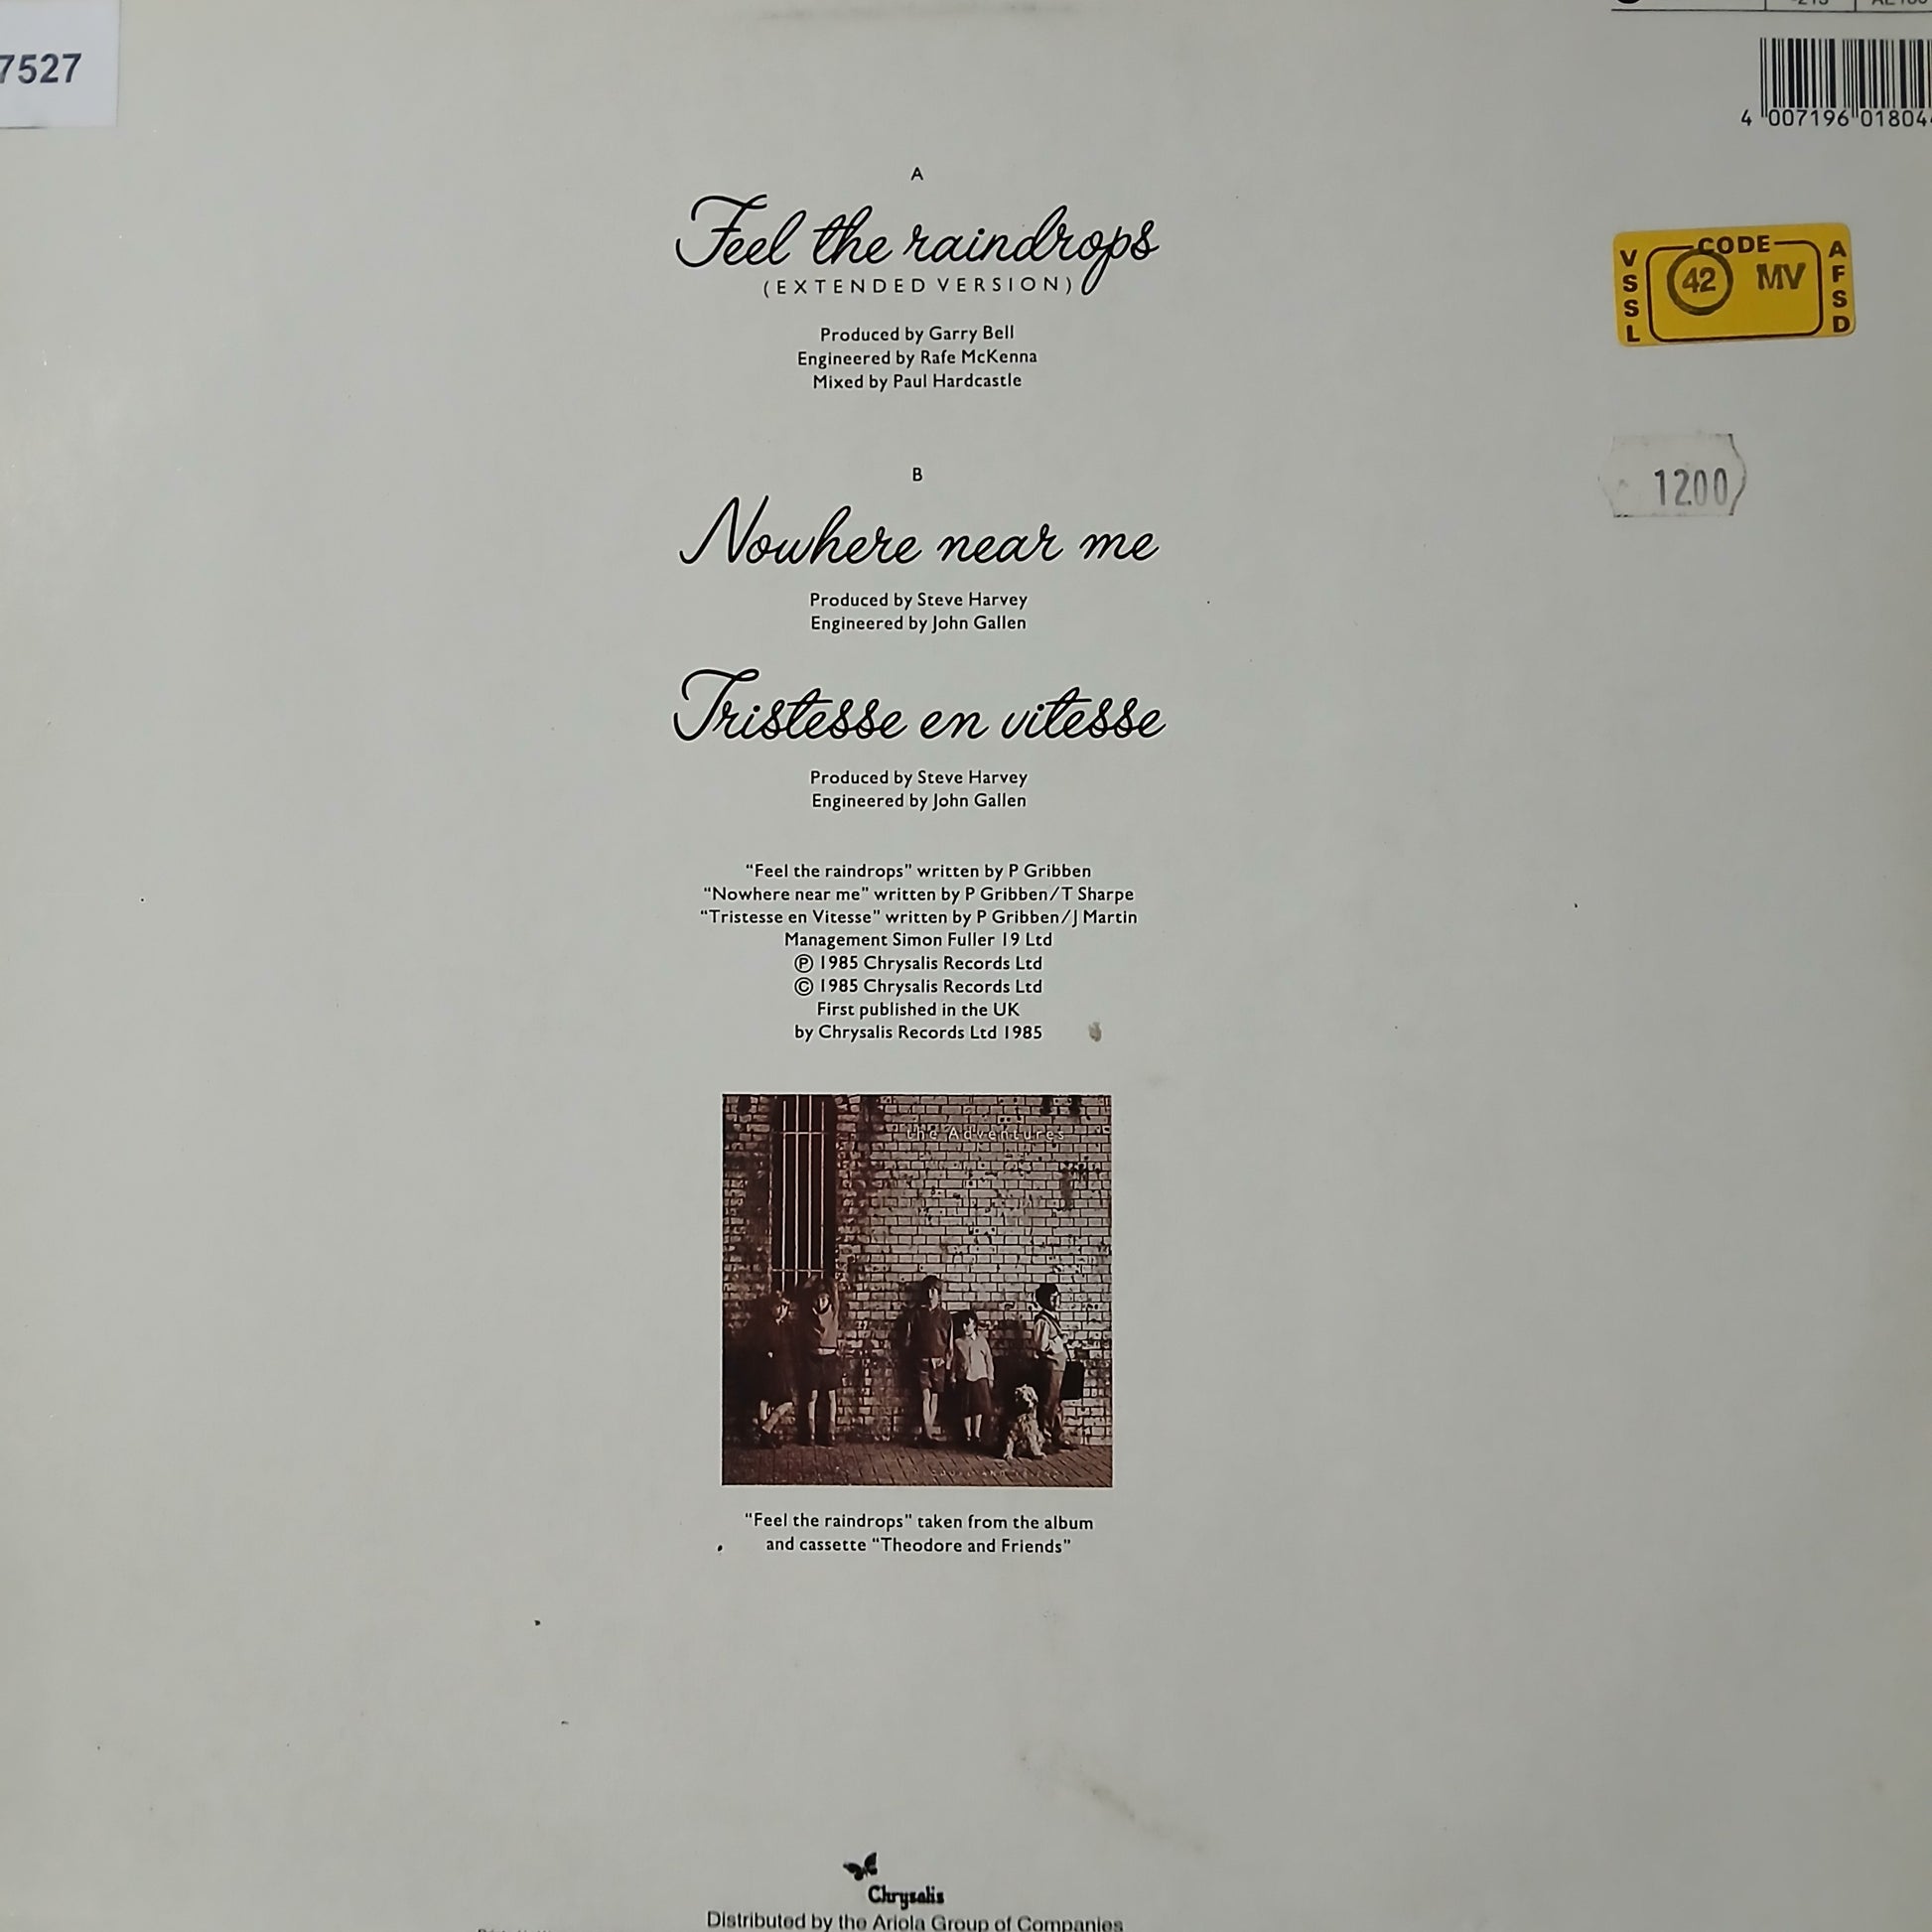 7527
4 007196 01804
A
Feel the raindrops
(EXTENDED VERSION)
Produced by Garry Bell
Engineered by Rafe McKenna
Mixed by Paul Hardcastle
VSSL
CODE
42 MV
AFSD
1200
B
Nowhere near me
Produced by Steve Harvey
Engineered by John Gallen
Tristesse en vitesse
Produced by Steve Harvey
Engineered by John Gallen
"Feel the raindrops" written by P Gribben
"Nowhere near me" written by P Gribben/T Sharpe
"Tristesse en Vitesse" written by P Gribben/J Martin
Management Simon Fuller 19 Ltd
Ⓟ 1985 Chrysalis Records Ltd
© 1985 Chrysalis Records Ltd
First published in the UK
by Chrysalis Records Ltd 1985
the Adventures
"Feel the raindrops" taken from the album
and cassette "Theodore and Friends"
Chrysalis
Distributed by the Ariola Group of Companies